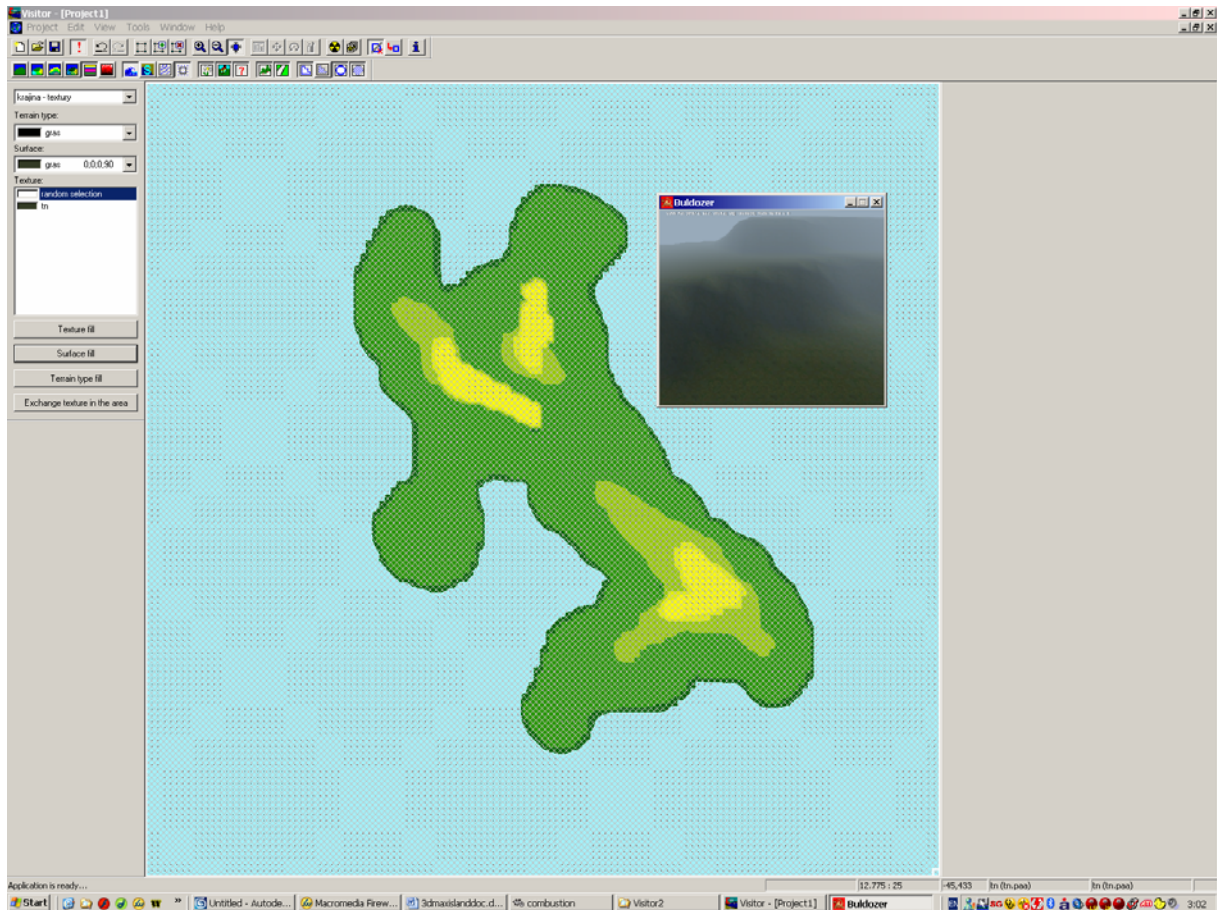 Visitor - [Project1]
Project Edit View Tools Window Help
krajina - textury
Terrain type:
gras
Surface:
gras 0;0;0;90
Texture:
random selection
tn
Texture fill
Surface fill
Terrain type fill
Exchange texture in the area
Buldozer
Application is ready...
12.775 : 25
-45,433
tn (tn.paa)
tn (tn.paa)
Start
Untitled - Autode...
Macromedia Firew...
3dmaxislanddoc.d...
combustion
Visitor2
Visitor - [Project1]
Buldozer
3:02